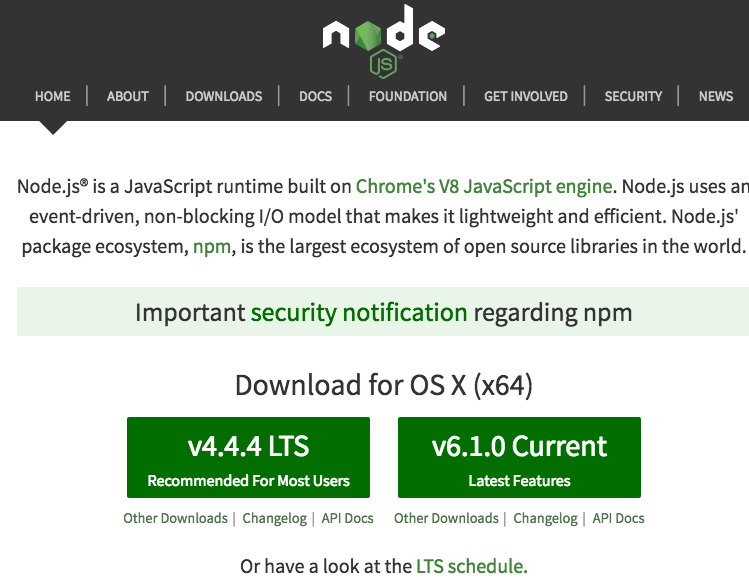 node
JS
HOME | ABOUT | DOWNLOADS | DOCS | FOUNDATION | GET INVOLVED | SECURITY | NEWS
Node.js® is a JavaScript runtime built on Chrome's V8 JavaScript engine. Node.js uses an
event-driven, non-blocking I/O model that makes it lightweight and efficient. Node.js'
package ecosystem, npm, is the largest ecosystem of open source libraries in the world.
Important security notification regarding npm
Download for OS X (x64)
v4.4.4 LTS
Recommended For Most Users
v6.1.0 Current
Latest Features
Other Downloads | Changelog | API Docs
Other Downloads | Changelog | API Docs
Or have a look at the LTS schedule.